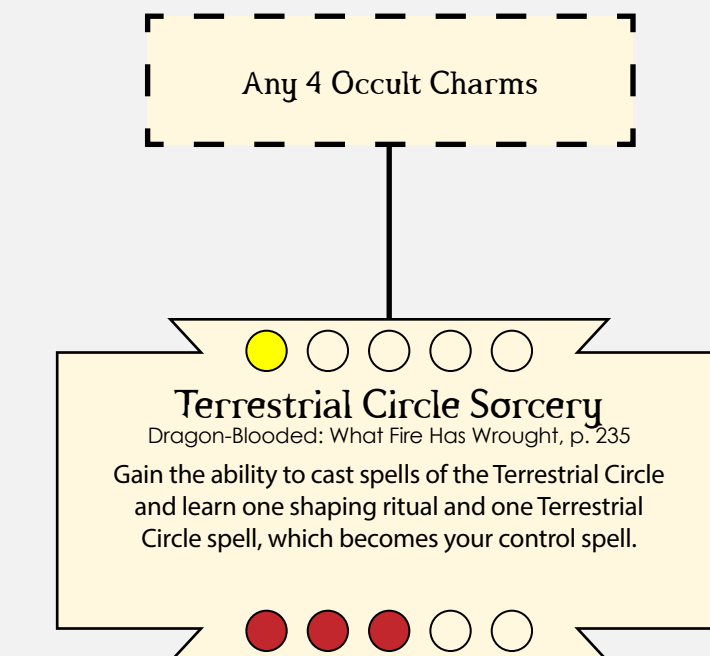 Any 4 Occult Charms
Terrestrial Circle Sorcery
Dragon-Blooded: What Fire Has Wrought, p. 235
Gain the ability to cast spells of the Terrestrial Circle
and learn one shaping ritual and one Terrestrial
Circle spell, which becomes your control spell.